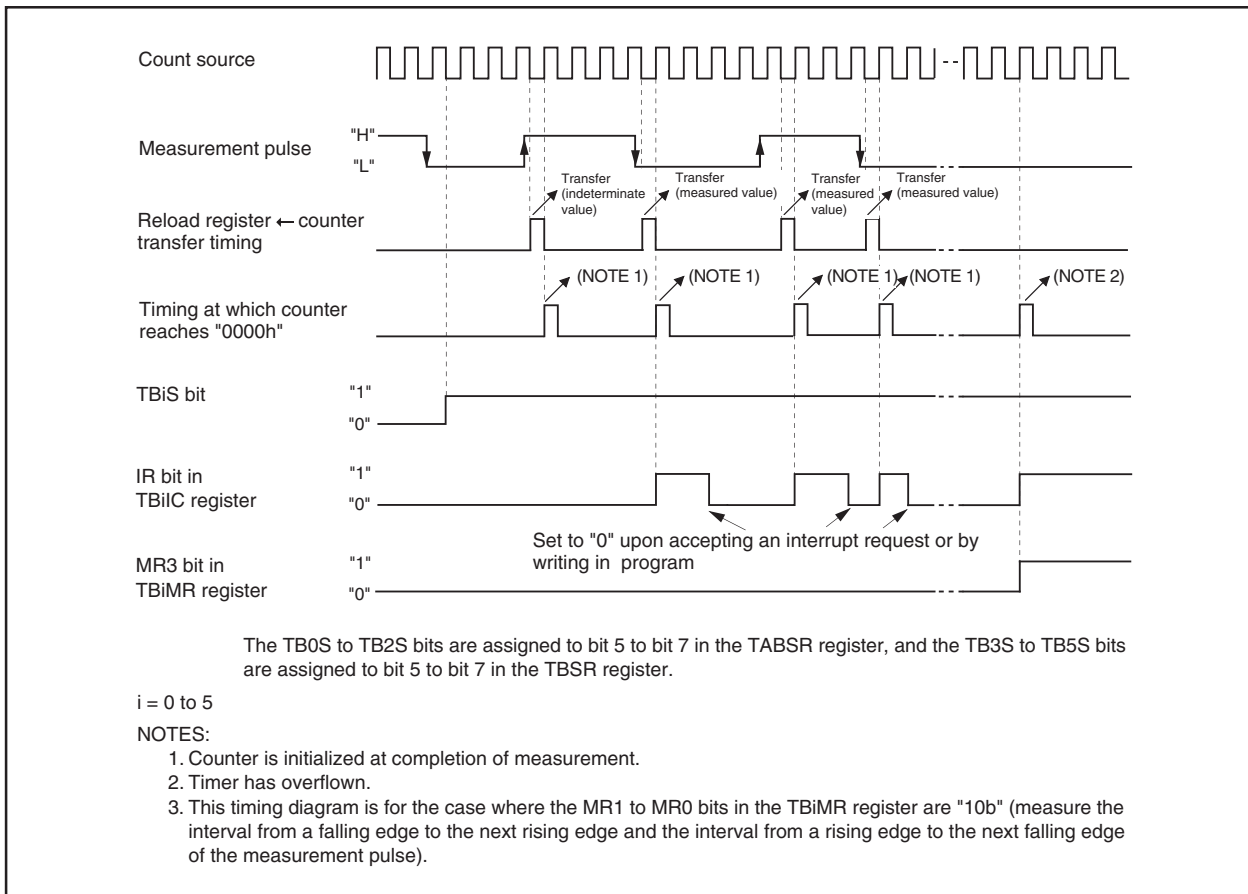 Count source
Measurement pulse
"H"
"L"
Transfer
(indeterminate
value)
Transfer
(measured value)
Transfer
(measured
value)
Transfer
(measured value)
Reload register ← counter
transfer timing
(NOTE 1)
(NOTE 1)
(NOTE 1)
(NOTE 1)
(NOTE 2)
Timing at which counter
reaches "0000h"
TBiS bit
"1"
"0"
IR bit in
TBiIC register
"1"
"0"
Set to "0" upon accepting an interrupt request or by
writing in program
MR3 bit in
TBiMR register
"1"
"0"
The TB0S to TB2S bits are assigned to bit 5 to bit 7 in the TABSR register, and the TB3S to TB5S bits
are assigned to bit 5 to bit 7 in the TBSR register.
i = 0 to 5
NOTES:
1. Counter is initialized at completion of measurement.
2. Timer has overflown.
3. This timing diagram is for the case where the MR1 to MR0 bits in the TBiMR register are "10b" (measure the
interval from a falling edge to the next rising edge and the interval from a rising edge to the next falling edge
of the measurement pulse).